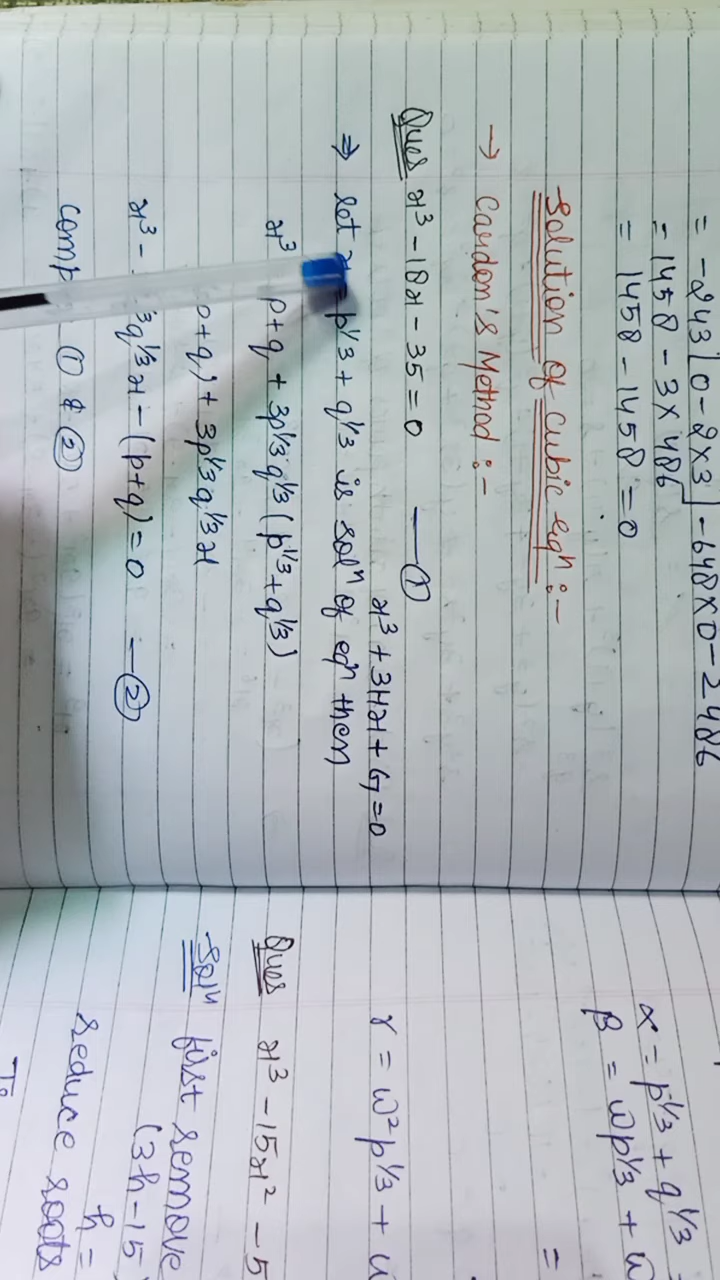 = -243[0-2×3]-648×0-2486
= 1458 - 3×486
= 1458 - 1458 = 0
Solution of cubic eqⁿ :-
→ Cardon's Method :-
Ques x³ - 18x - 35 = 0 —①
x³ + 3Hx + G = 0
⇒ let x = p^1/3 + q^1/3 is solⁿ of eqⁿ then
x³ p+q + 3p^1/3 q^1/3 (p^1/3 + q^1/3)
p+q) + 3p^1/3 q^1/3 x
x³ - 3q^1/3 x - (p+q) = 0 —②
comp ① & ②
α = p^1/3 + q^1/3
β = ωp^1/3 +
=
γ = ω² p^1/3 +
Ques x³ - 15x² - 5
Solⁿ first remove
(3h-15
h =
reduce roots